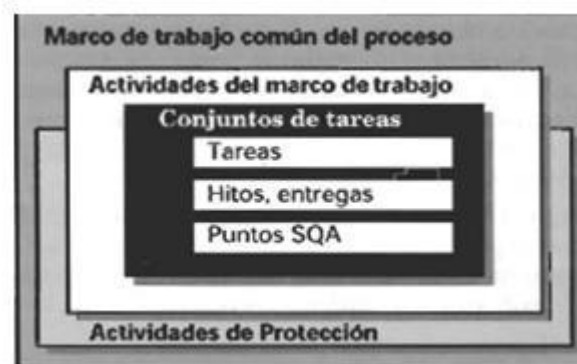 Marco de trabajo común del proceso
Actividades del marco de trabajo
Conjuntos de tareas
Tareas
Hitos, entregas
Puntos SQA
Actividades de Protección